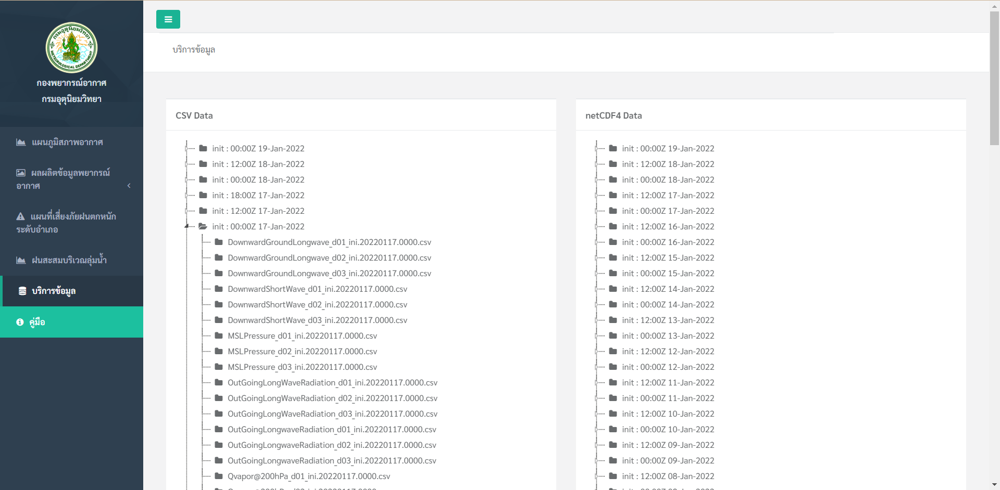 กรมอุตุนิยมวิทยา
METEOROLOGICAL DEPARTMENT
กองพยากรณ์อากาศ
กรมอุตุนิยมวิทยา
แผนภูมิสภาพอากาศ
ผลผลิตข้อมูลพยากรณ์
อากาศ
แผนที่เสี่ยงภัยฝนตกหนัก
ระดับอำเภอ
ฝนสะสมบริเวณลุ่มน้ำ
บริการข้อมูล
คู่มือ
บริการข้อมูล
CSV Data
init : 00:00Z 19-Jan-2022
init : 12:00Z 18-Jan-2022
init : 00:00Z 18-Jan-2022
init : 18:00Z 17-Jan-2022
init : 12:00Z 17-Jan-2022
init : 00:00Z 17-Jan-2022
DownwardGroundLongwave_d01_ini.20220117.0000.csv
DownwardGroundLongwave_d02_ini.20220117.0000.csv
DownwardGroundLongwave_d03_ini.20220117.0000.csv
DownwardShortWave_d01_ini.20220117.0000.csv
DownwardShortWave_d02_ini.20220117.0000.csv
DownwardShortWave_d03_ini.20220117.0000.csv
MSLPressure_d01_ini.20220117.0000.csv
MSLPressure_d02_ini.20220117.0000.csv
MSLPressure_d03_ini.20220117.0000.csv
OutGoingLongWaveRadiation_d01_ini.20220117.0000.csv
OutGoingLongWaveRadiation_d02_ini.20220117.0000.csv
OutGoingLongWaveRadiation_d03_ini.20220117.0000.csv
OutGoingLongwaveRadiation_d01_ini.20220117.0000.csv
OutGoingLongwaveRadiation_d02_ini.20220117.0000.csv
OutGoingLongwaveRadiation_d03_ini.20220117.0000.csv
Qvapor@200hPa_d01_ini.20220117.0000.csv
netCDF4 Data
init : 00:00Z 19-Jan-2022
init : 12:00Z 18-Jan-2022
init : 00:00Z 18-Jan-2022
init : 12:00Z 17-Jan-2022
init : 00:00Z 17-Jan-2022
init : 12:00Z 16-Jan-2022
init : 00:00Z 16-Jan-2022
init : 12:00Z 15-Jan-2022
init : 00:00Z 15-Jan-2022
init : 12:00Z 14-Jan-2022
init : 00:00Z 14-Jan-2022
init : 12:00Z 13-Jan-2022
init : 00:00Z 13-Jan-2022
init : 12:00Z 12-Jan-2022
init : 00:00Z 12-Jan-2022
init : 12:00Z 11-Jan-2022
init : 00:00Z 11-Jan-2022
init : 12:00Z 10-Jan-2022
init : 00:00Z 10-Jan-2022
init : 12:00Z 09-Jan-2022
init : 00:00Z 09-Jan-2022
init : 12:00Z 08-Jan-2022